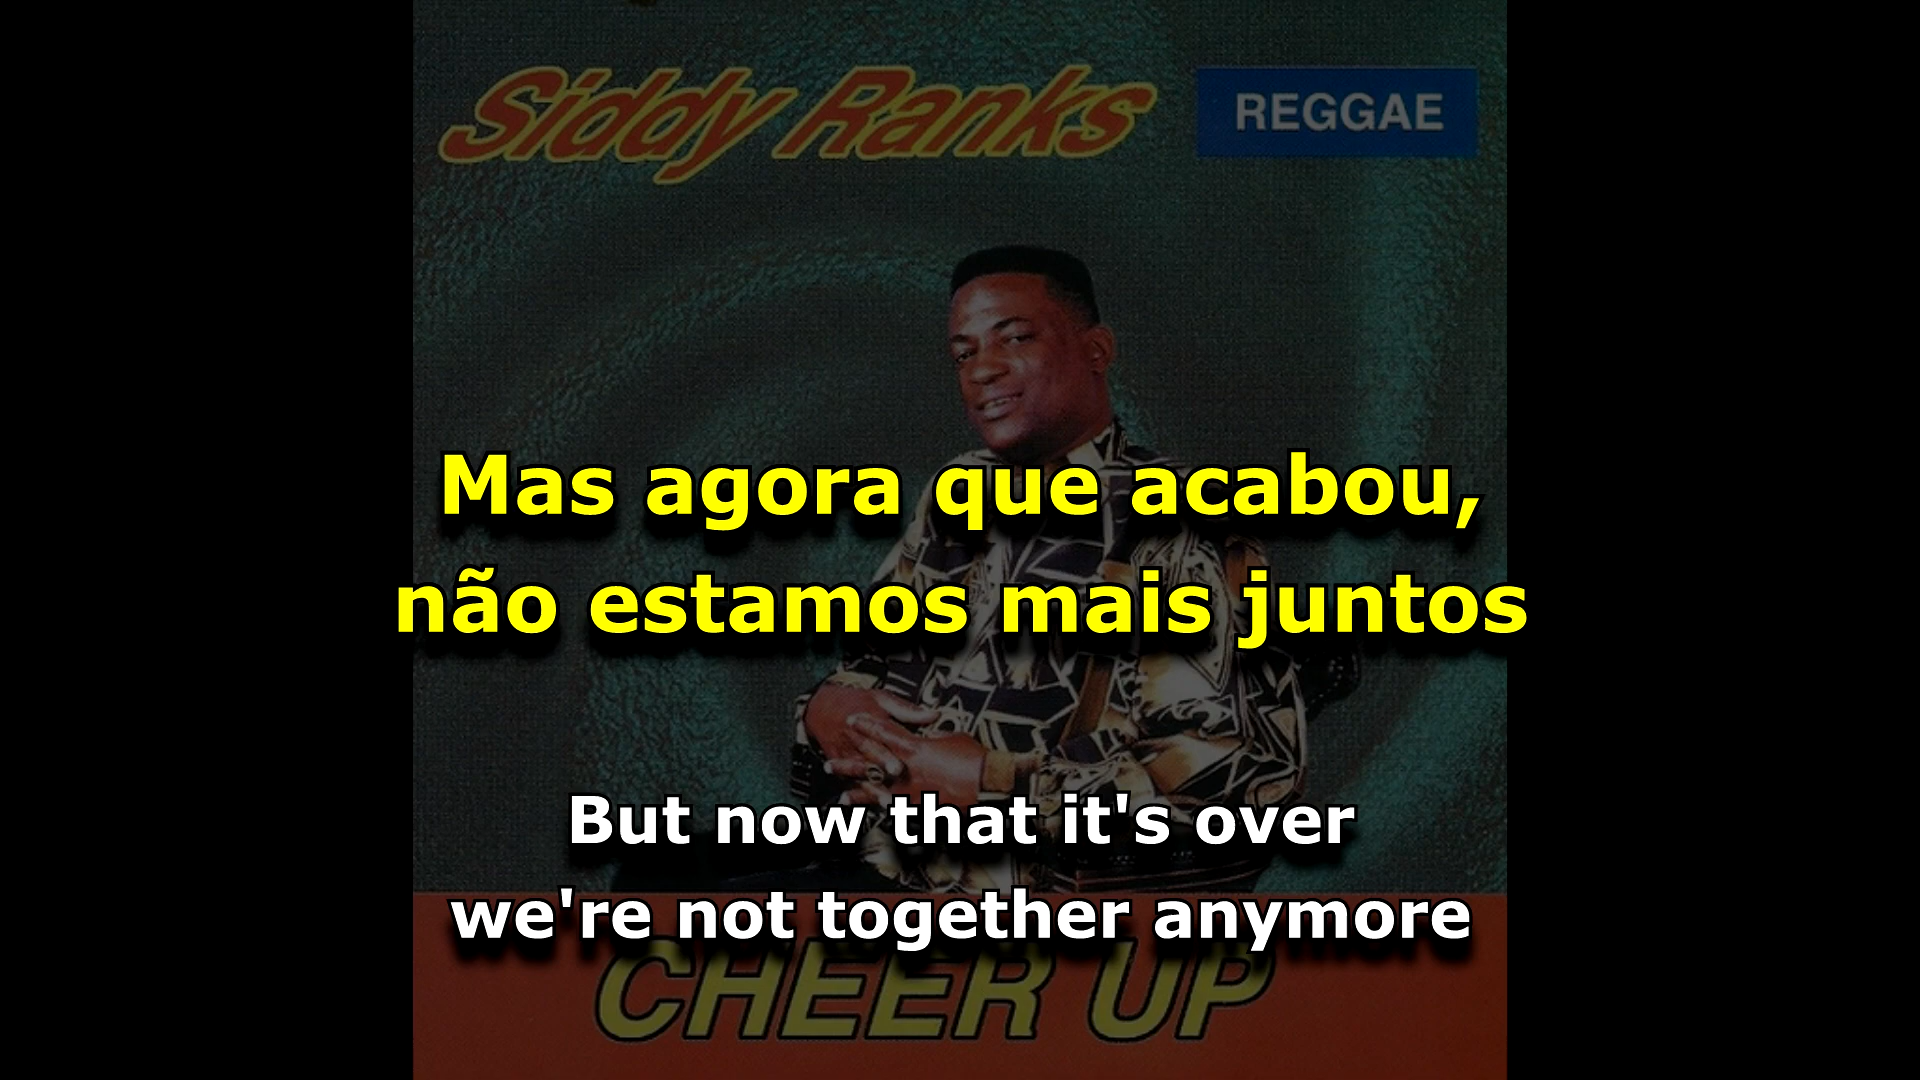 Siddy Ranks
REGGAE
Mas agora que acabou,
não estamos mais juntos
But now that it's over
we're not together anymore
CHEER UP